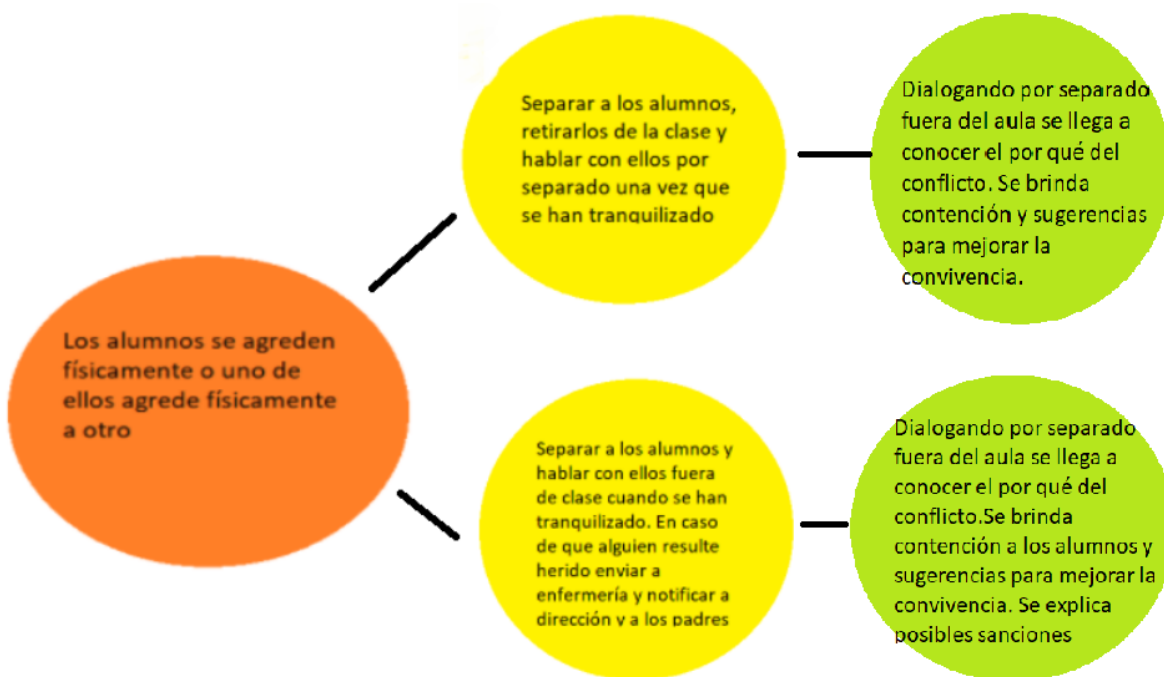 Los alumnos se agreden
físicamente o uno de
ellos agrede físicamente
a otro
Separar a los alumnos,
retirarlos de la clase y
hablar con ellos por
separado una vez que
se han tranquilizado
Dialogando por separado
fuera del aula se llega a
conocer el por qué del
conflicto. Se brinda
contención y sugerencias
para mejorar la
convivencia.
Separar a los alumnos y
hablar con ellos fuera
de clase cuando se han
tranquilizado. En caso
de que alguien resulte
herido enviar a
enfermería y notificar a
dirección y a los padres
Dialogando por separado
fuera del aula se llega a
conocer el por qué del
conflicto.Se brinda
contención a los alumnos y
sugerencias para mejorar la
convivencia. Se explica
posibles sanciones